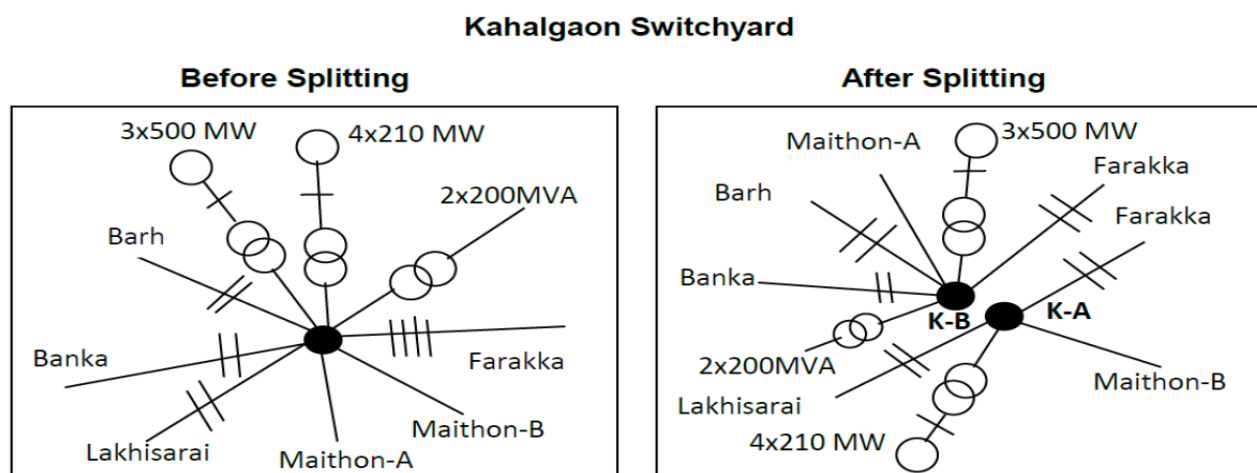 Kahalgaon Switchyard
Before Splitting
After Splitting
3x500 MW
4x210 MW
2x200MVA
Barh
Banka
Farakka
Lakhisarai
Maithon-A
Maithon-B
3x500 MW
Maithon-A
Farakka
Barh
Farakka
Banka
K-B
K-A
2x200MVA
Maithon-B
Lakhisarai
4x210 MW